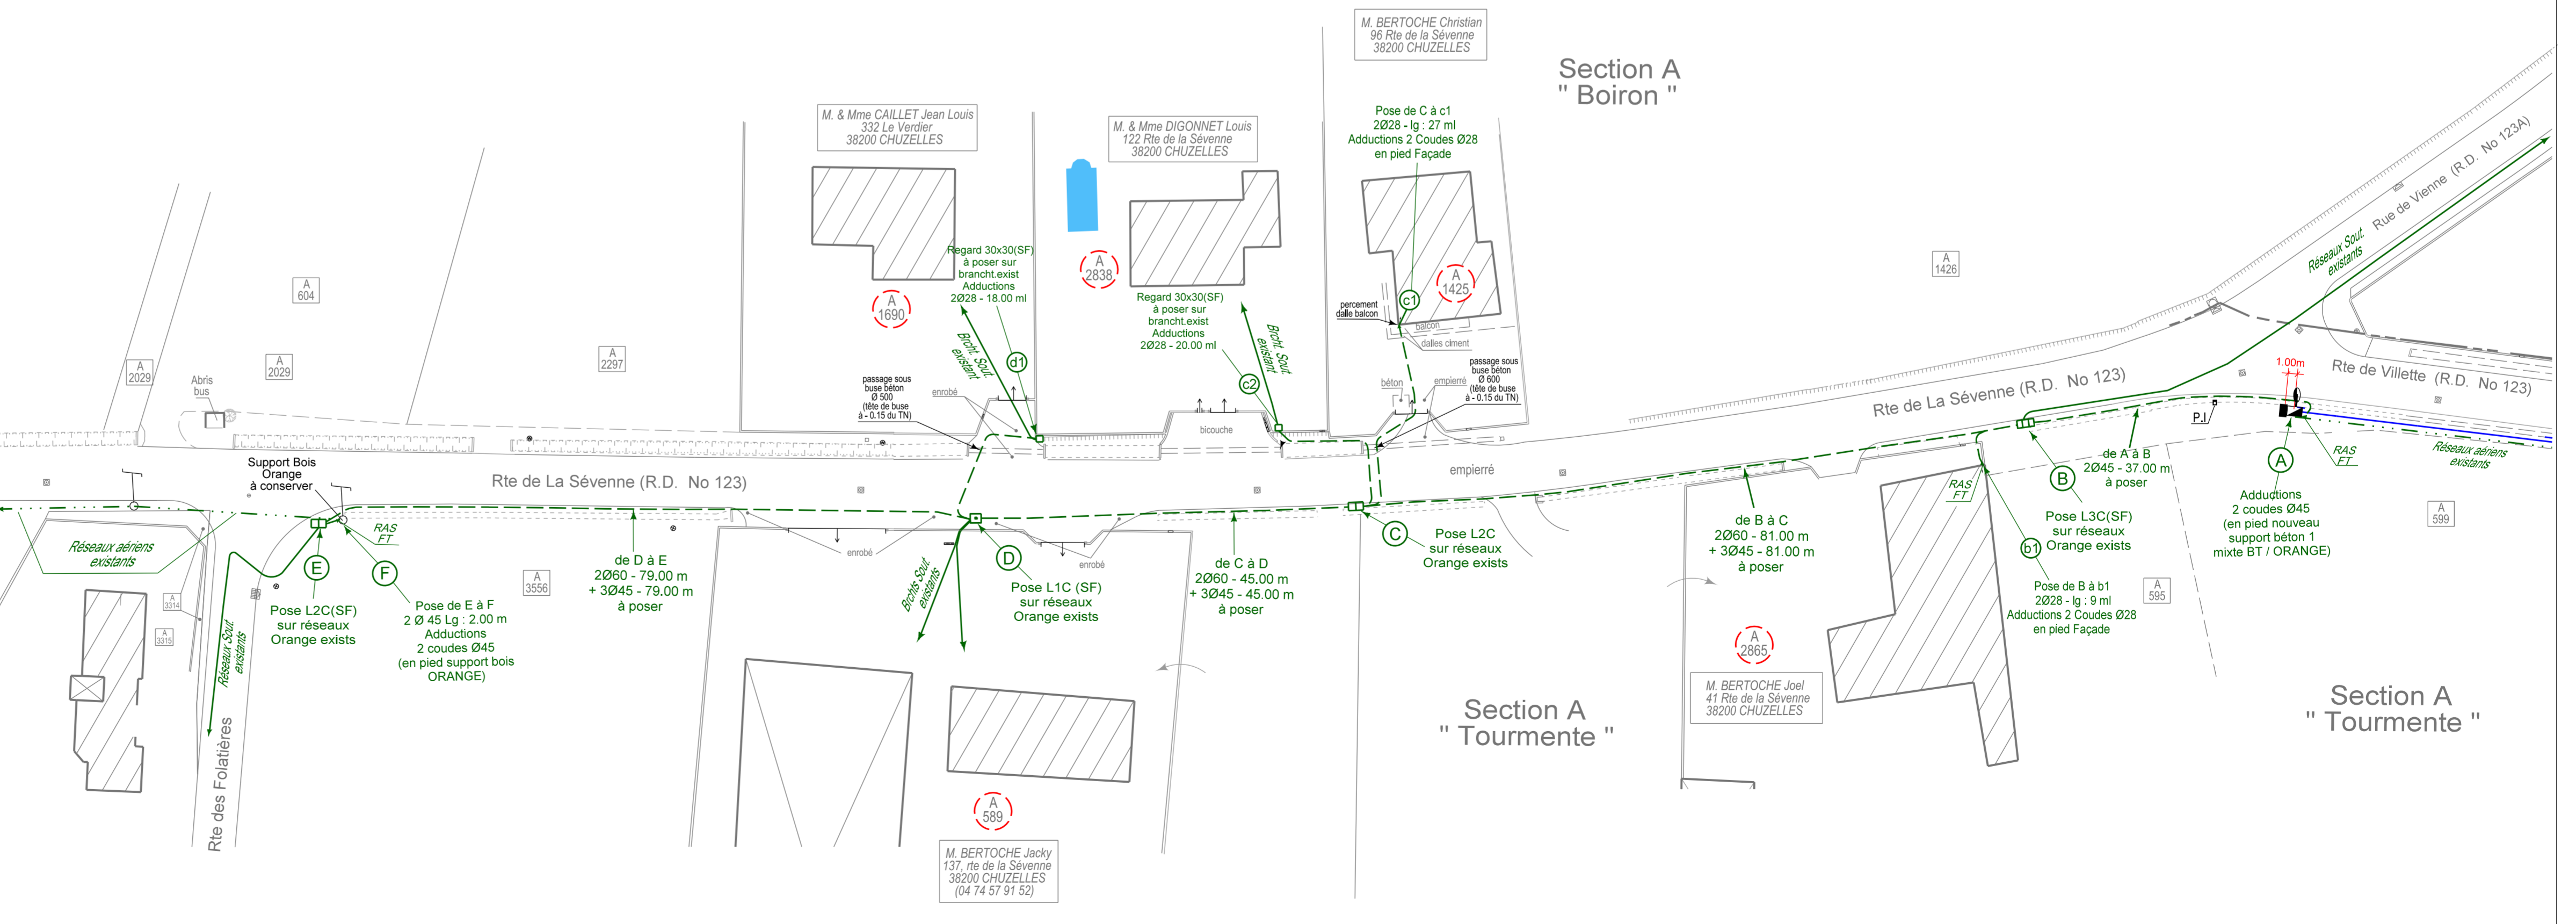 M. BERTOCHE Christian
96 Rte de la Sévenne
38200 CHUZELLES
Section A
" Boiron "
M. & Mme CAILLET Jean Louis
332 Le Verdier
38200 CHUZELLES
M. & Mme DIGONNET Louis
122 Rte de la Sévenne
38200 CHUZELLES
Pose de C à c1
2Ø28 - lg : 27 ml
Adductions 2 Coudes Ø28
en pied Façade
Rue de Vienne (R.D. No 123A)
Réseaux Sout.
existants
A
604
A
2029
A
2029
A
2297
Abris
bus
A
1690
Regard 30x30(SF)
à poser sur
brancht.exist
Adductions
2Ø28 - 18.00 ml
d1
Brcht. Sout
existant
A
2838
Regard 30x30(SF)
à poser sur
brancht.exist
Adductions
2Ø28 - 20.00 ml
c2
Brcht. Sout
existant
A
1425
c1
percement
dalle balcon
balcon
dalles ciment
A
1426
passage sous
buse béton
Ø 500
(tête de buse
à - 0.15 du TN)
enrobé
bicouche
béton
empierré
passage sous
buse béton
Ø 600
(tête de buse
à - 0.15 du TN)
1.00m
Rte de Villette (R.D. No 123)
Rte de La Sévenne (R.D. No 123)
P.I
Support Bois
Orange
à conserver
Rte de La Sévenne (R.D. No 123)
empierré
RAS
FT
Réseaux aériens
existants
E
F
RAS
FT
Réseaux aériens
existants
A
3314
A
3315
Réseaux Sout.
existants
Rte des Folatières
Pose L2C(SF)
sur réseaux
Orange exists
Pose de E à F
2 Ø 45 Lg : 2.00 m
Adductions
2 coudes Ø45
(en pied support bois
ORANGE)
A
3556
de D à E
2Ø60 - 79.00 m
+ 3Ø45 - 79.00 m
à poser
enrobé
Brchts Sout
existants
D
Pose L1C (SF)
sur réseaux
Orange exists
enrobé
de C à D
2Ø60 - 45.00 m
+ 3Ø45 - 45.00 m
à poser
C
Pose L2C
sur réseaux
Orange exists
de B à C
2Ø60 - 81.00 m
+ 3Ø45 - 81.00 m
à poser
RAS
FT
b1
B
Pose L3C(SF)
sur réseaux
Orange exists
de A à B
2Ø45 - 37.00 m
à poser
A
Adductions
2 coudes Ø45
(en pied nouveau
support béton 1
mixte BT / ORANGE)
A
599
Pose de B à b1
2Ø28 - lg : 9 ml
Adductions 2 Coudes Ø28
en pied Façade
A
595
A
2865
M. BERTOCHE Joel
41 Rte de la Sévenne
38200 CHUZELLES
Section A
" Tourmente "
Section A
" Tourmente "
A
589
M. BERTOCHE Jacky
137, rte de la Sévenne
38200 CHUZELLES
(04 74 57 91 52)